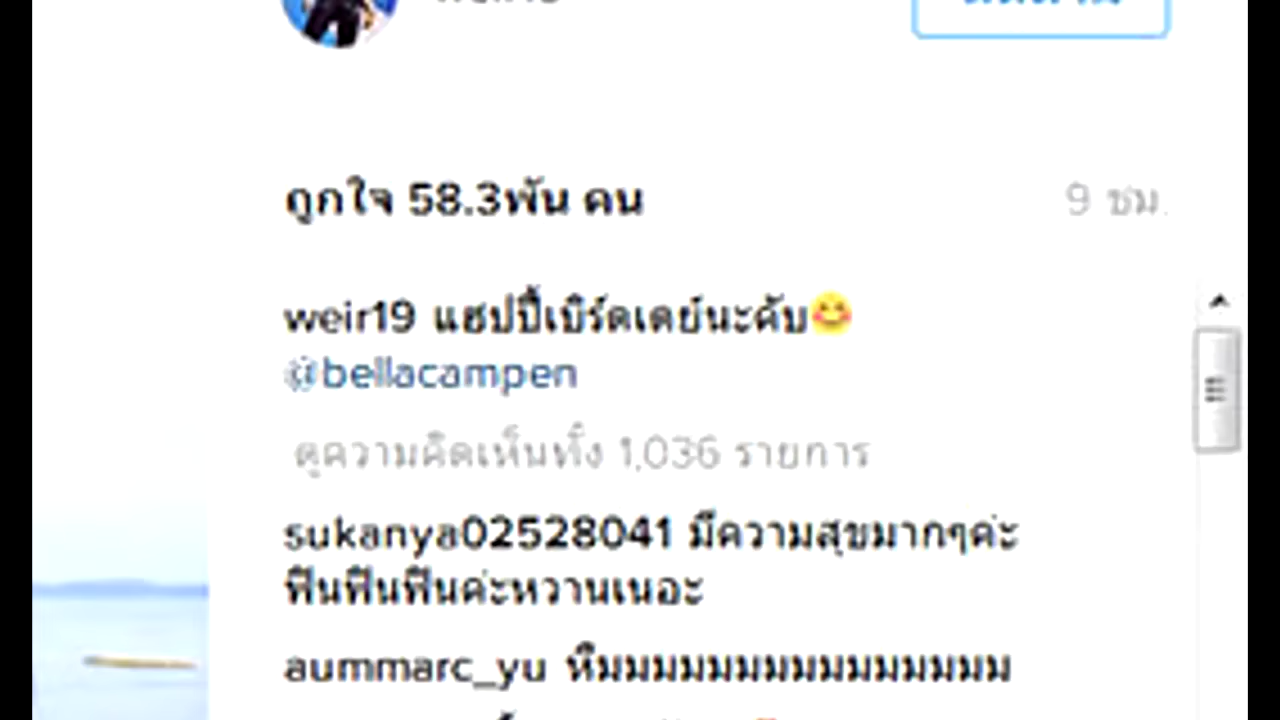 ถูกใจ 58.3พัน คน
9 ชม.
weir19 แฮปปี้เบิร์ดเดย์นะคับ😊
@bellacampen
ดูความคิดเห็นทั้ง 1,036 รายการ
sukanya02528041 มีความสุขมากๆค่ะ
ฟินฟินฟินค่ะหวานเนอะ
aummarc_yu หึมมมมมมมมมมมมมมม